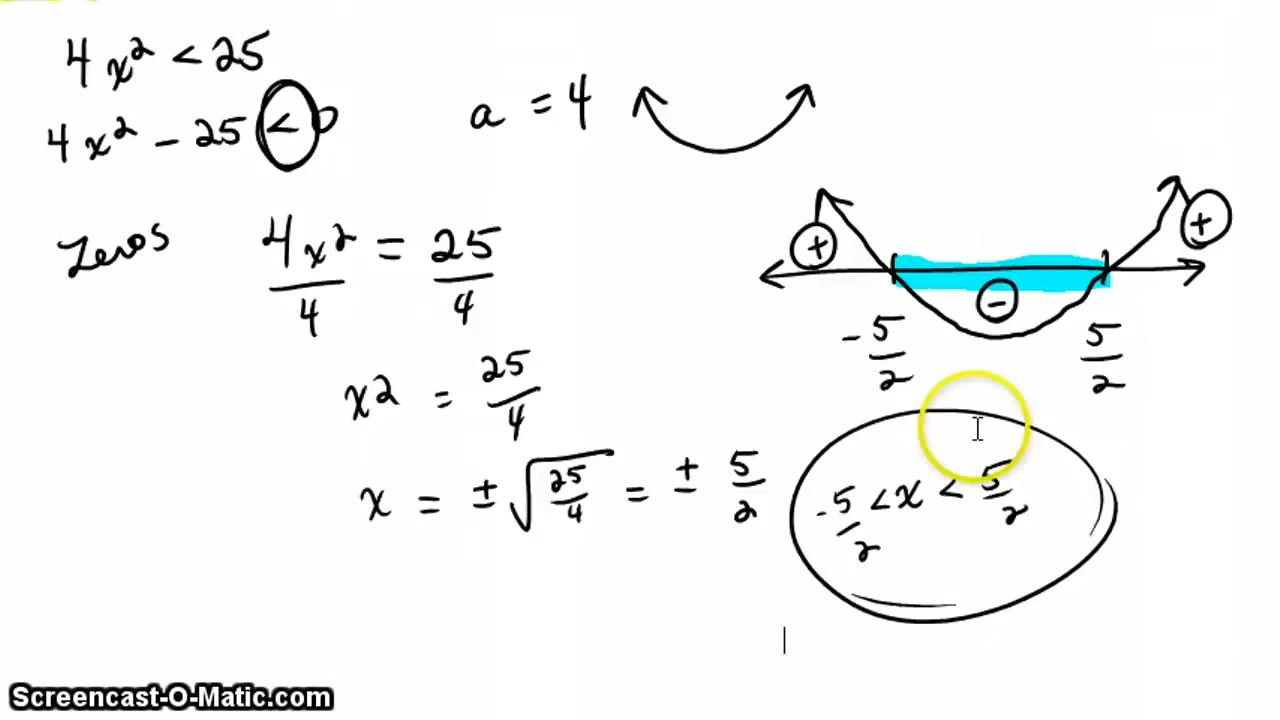 4x² < 25
4x² - 25 < 0
a = 4
Zeros
4x²/4 = 25/4
x2 = 25/4
x = ± √25/4 = ± 5/2
+ - +
-5/2 5/2
-5/2 < x < 5/2
Screencast-O-Matic.com